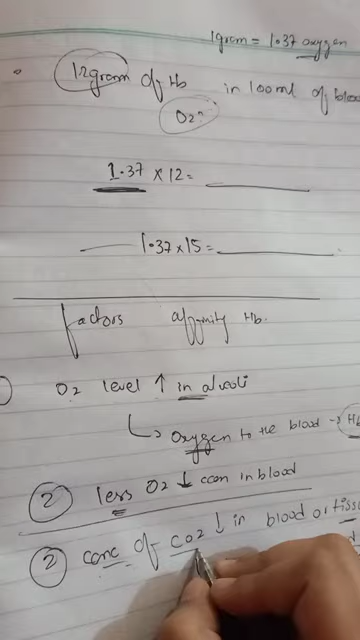 1gram = 1.37 oxygen
12gram of Hb in 100ml of blood
O2?
1.37 × 12 =
1.37 × 15 =
factors affinity Hb.
O2 level ↑ in alveoli
↳ oxygen to the blood → Hb
② less O2 ↓ in blood
② conc of CO2 ↓ in blood or tissu